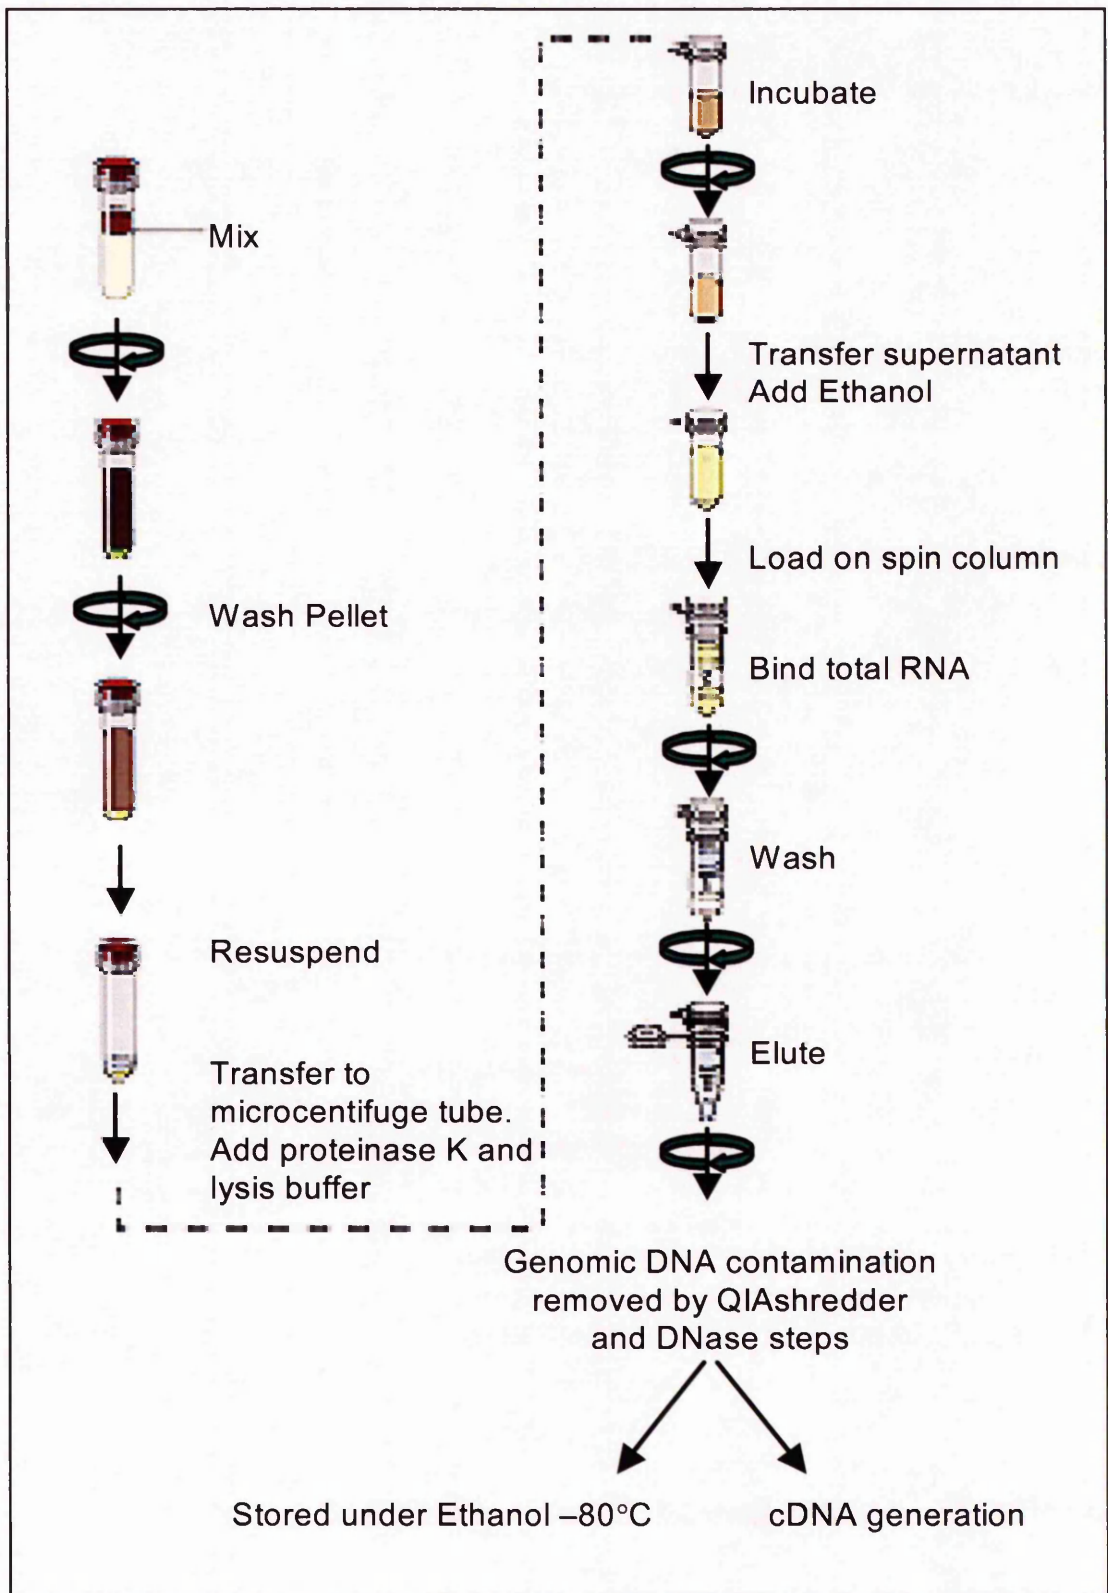 Mix
Wash Pellet
Resuspend
Transfer to
microcentifuge tube.
Add proteinase K and
lysis buffer
Incubate
Transfer supernatant
Add Ethanol
Load on spin column
Bind total RNA
Wash
Elute
Genomic DNA contamination
removed by QIAshredder
and DNase steps
Stored under Ethanol –80°C
cDNA generation